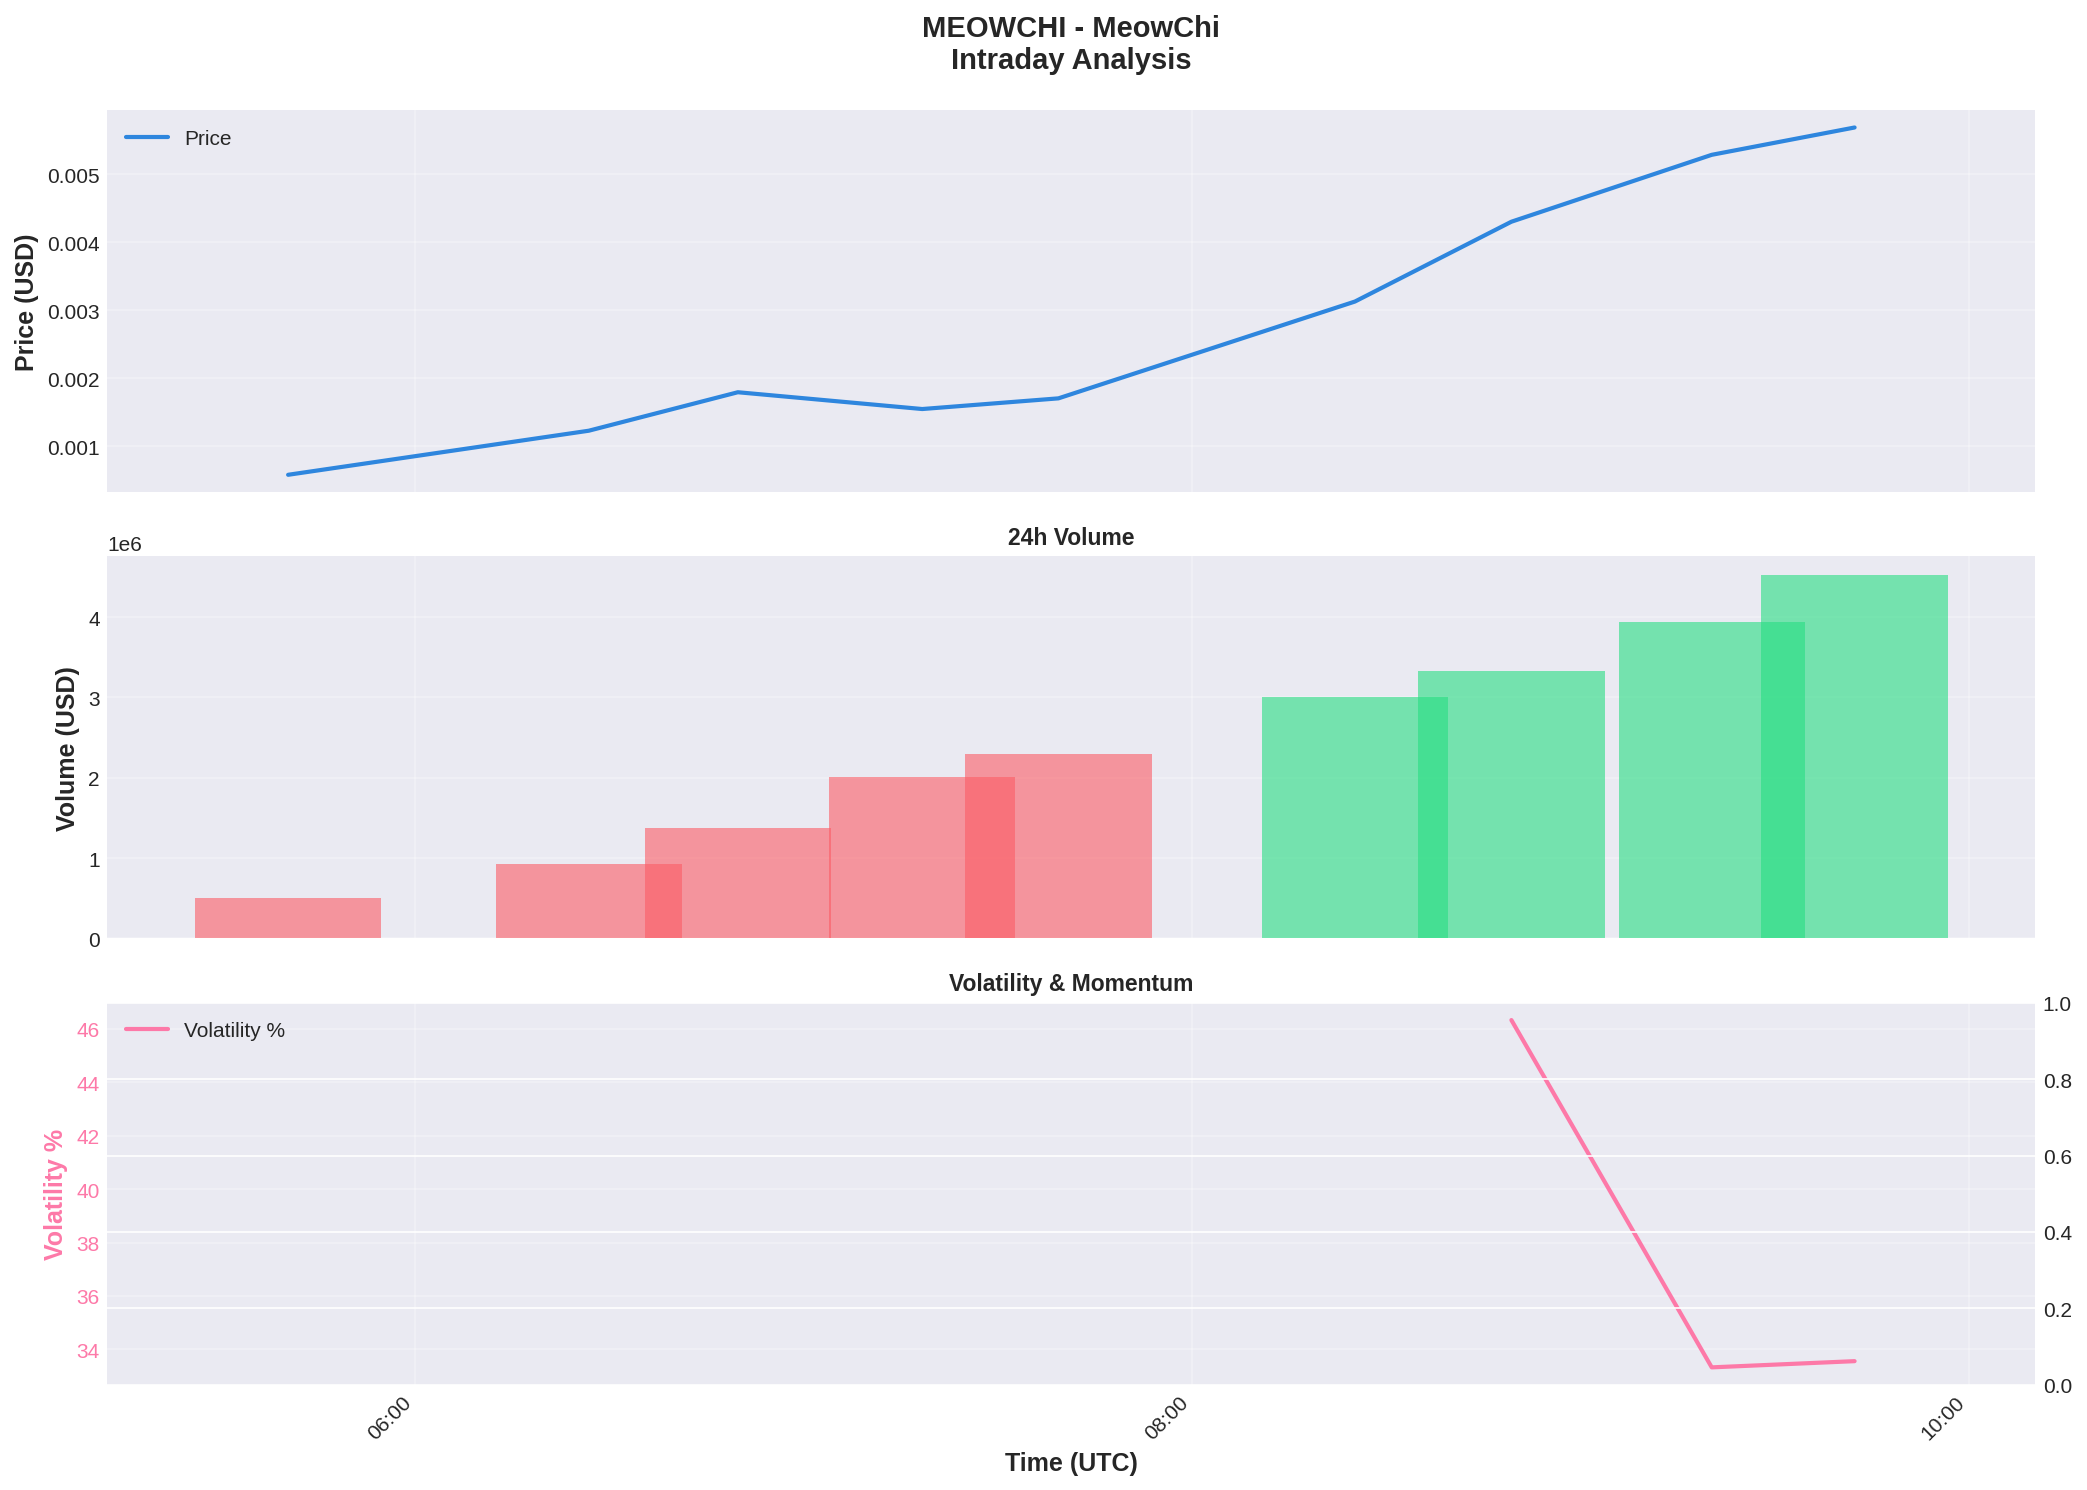 MEOWCHI - MeowChi
Intraday Analysis
Price
0.005
0.004
0.003
0.002
0.001
Price (USD)
24h Volume
1e6
4
3
2
1
0
Volume (USD)
Volatility & Momentum
Volatility %
46
44
42
40
38
36
34
Volatility %
1.0
0.8
0.6
0.4
0.2
0.0
06:00
08:00
10:00
Time (UTC)